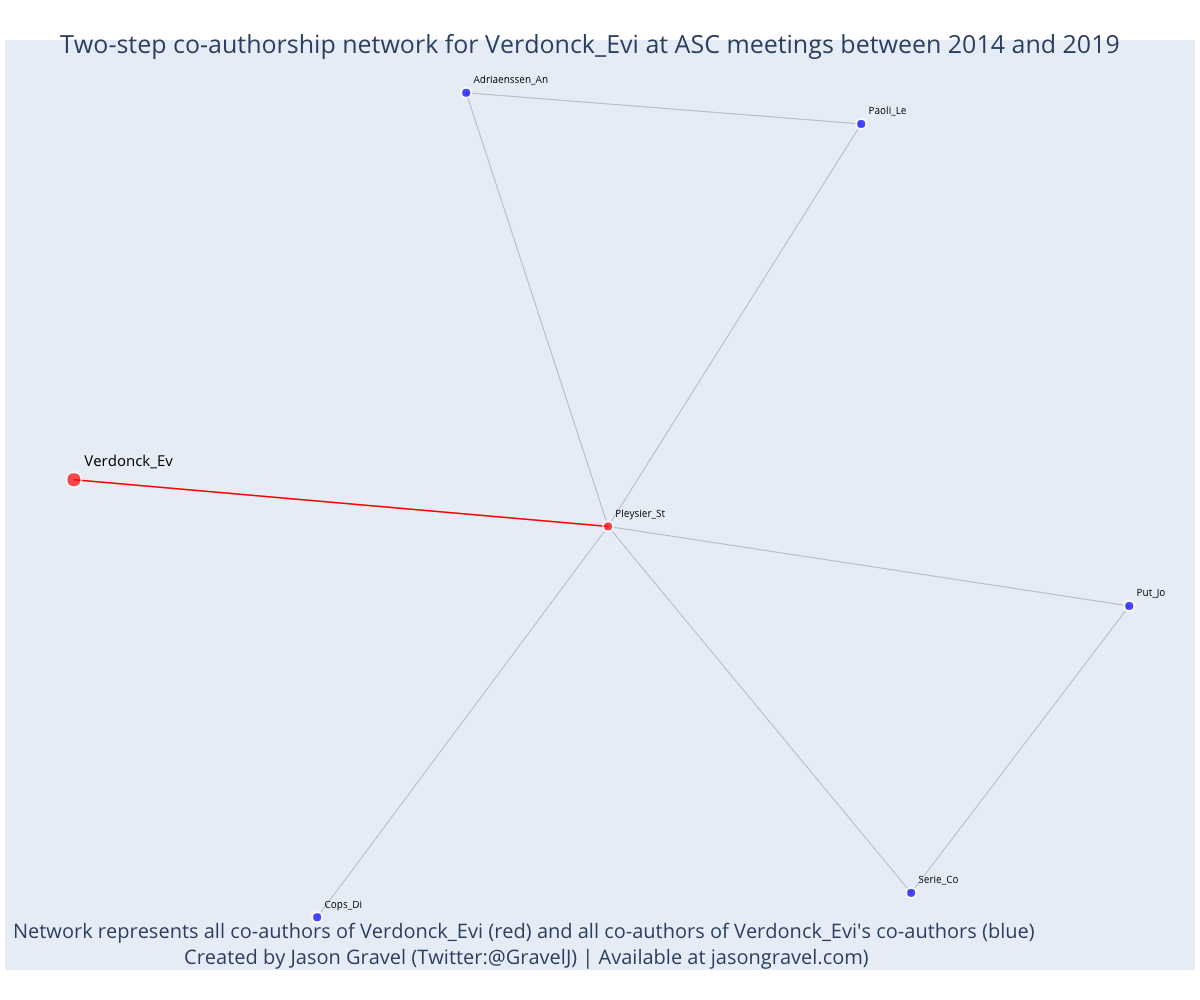 Two-step co-authorship network for Verdonck_Evi at ASC meetings between 2014 and 2019
Adriaenssen_An
Paoli_Le
Verdonck_Ev
Pleysier_St
Put_Jo
Serie_Co
Cops_Di
Network represents all co-authors of Verdonck_Evi (red) and all co-authors of Verdonck_Evi's co-authors (blue)
Created by Jason Gravel (Twitter:@GravelJ) | Available at jasongravel.com)